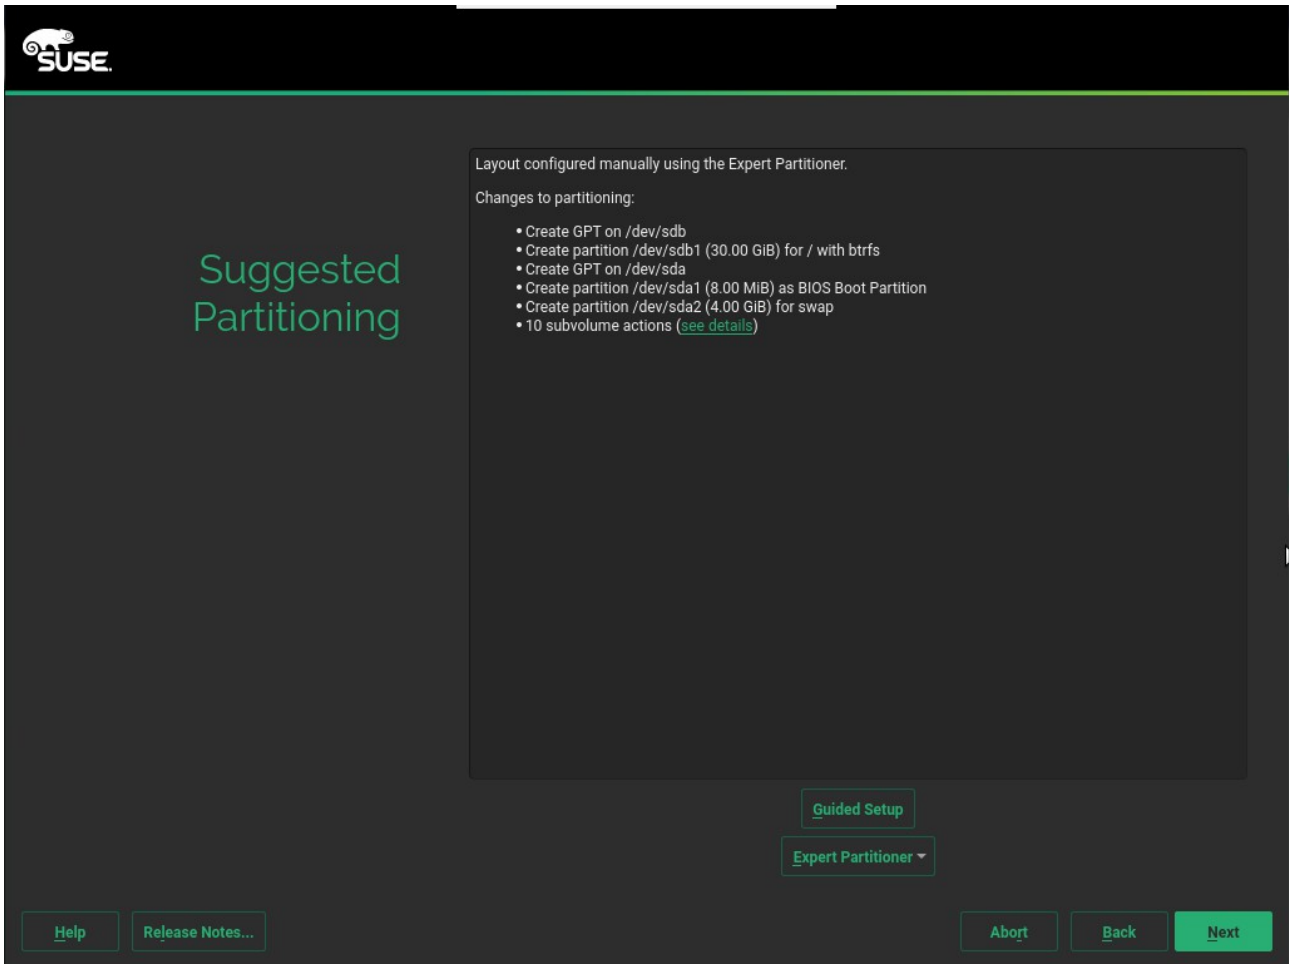 SUSE.
Layout configured manually using the Expert Partitioner.
Changes to partitioning:
• Create GPT on /dev/sdb
• Create partition /dev/sdb1 (30.00 GiB) for / with btrfs
• Create GPT on /dev/sda
• Create partition /dev/sda1 (8.00 MiB) as BIOS Boot Partition
• Create partition /dev/sda2 (4.00 GiB) for swap
• 10 subvolume actions (see details)
Suggested
Partitioning
Guided Setup
Expert Partitioner
Help
Release Notes...
Abort
Back
Next